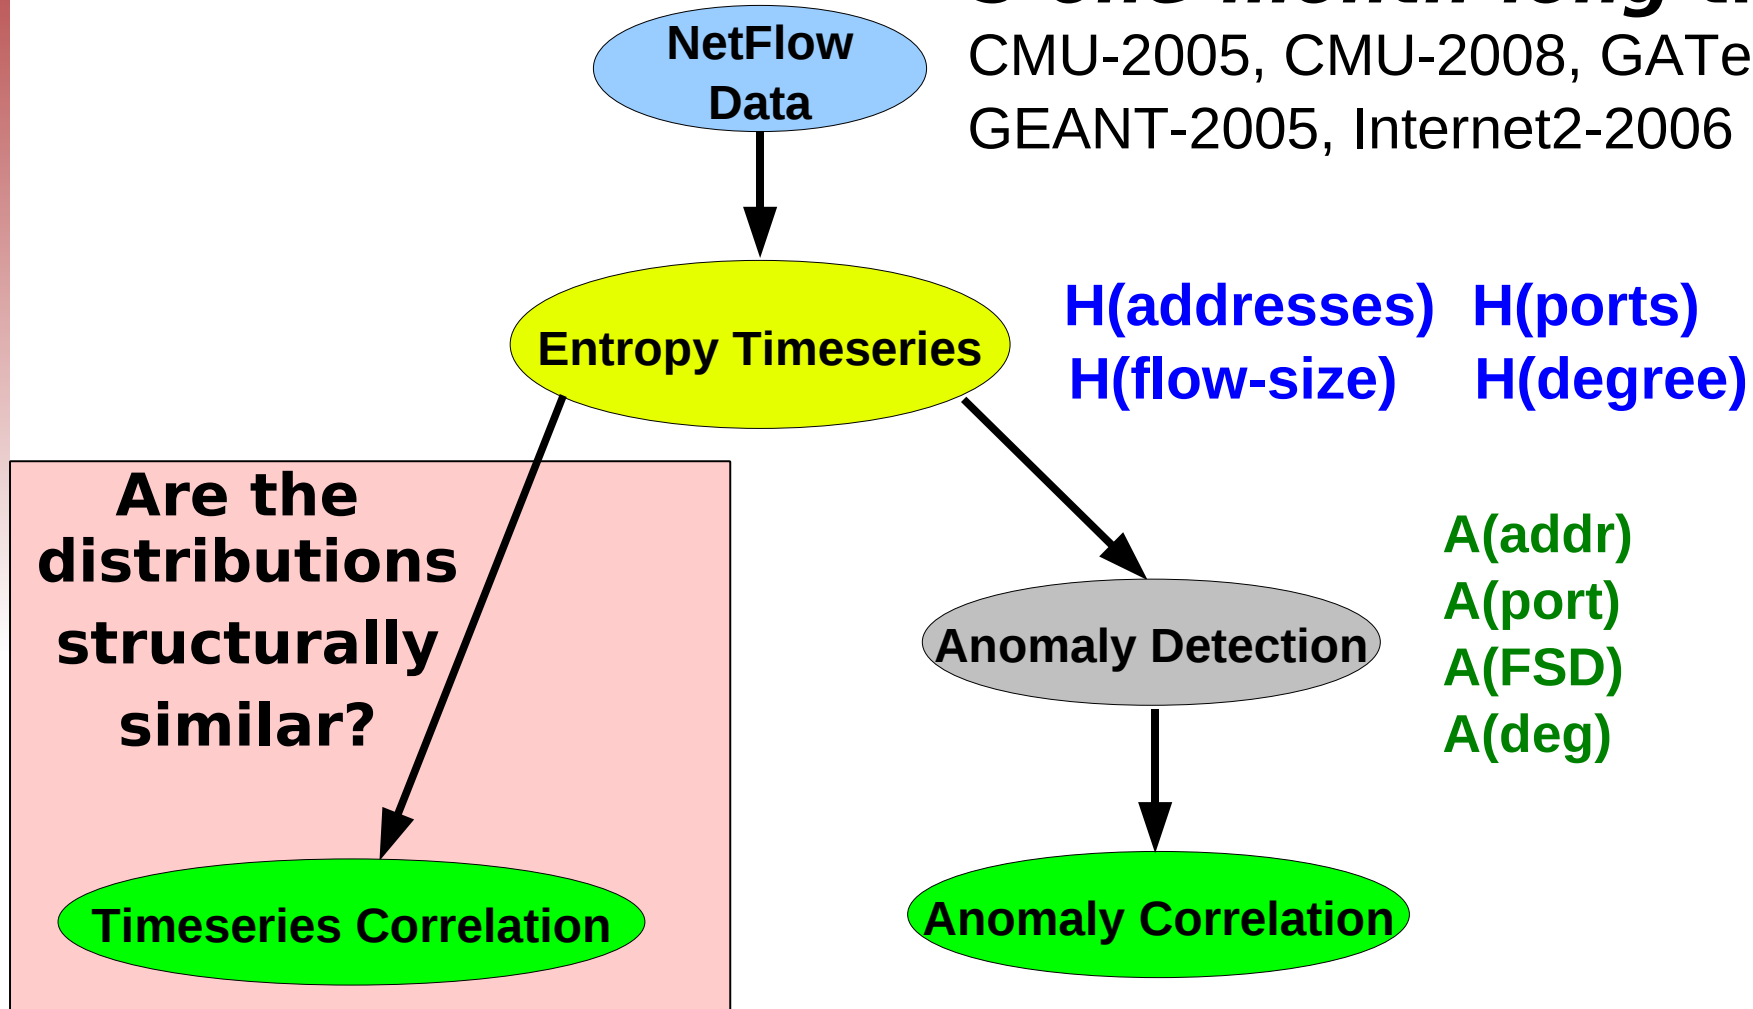 NetFlow
Data
CMU-2005, CMU-2008, GATe
GEANT-2005, Internet2-2006
Entropy Timeseries
H(addresses) H(ports)
H(flow-size) H(degree)
Are the
distributions
structurally
similar?
A(addr)
A(port)
A(FSD)
A(deg)
Anomaly Detection
Timeseries Correlation
Anomaly Correlation